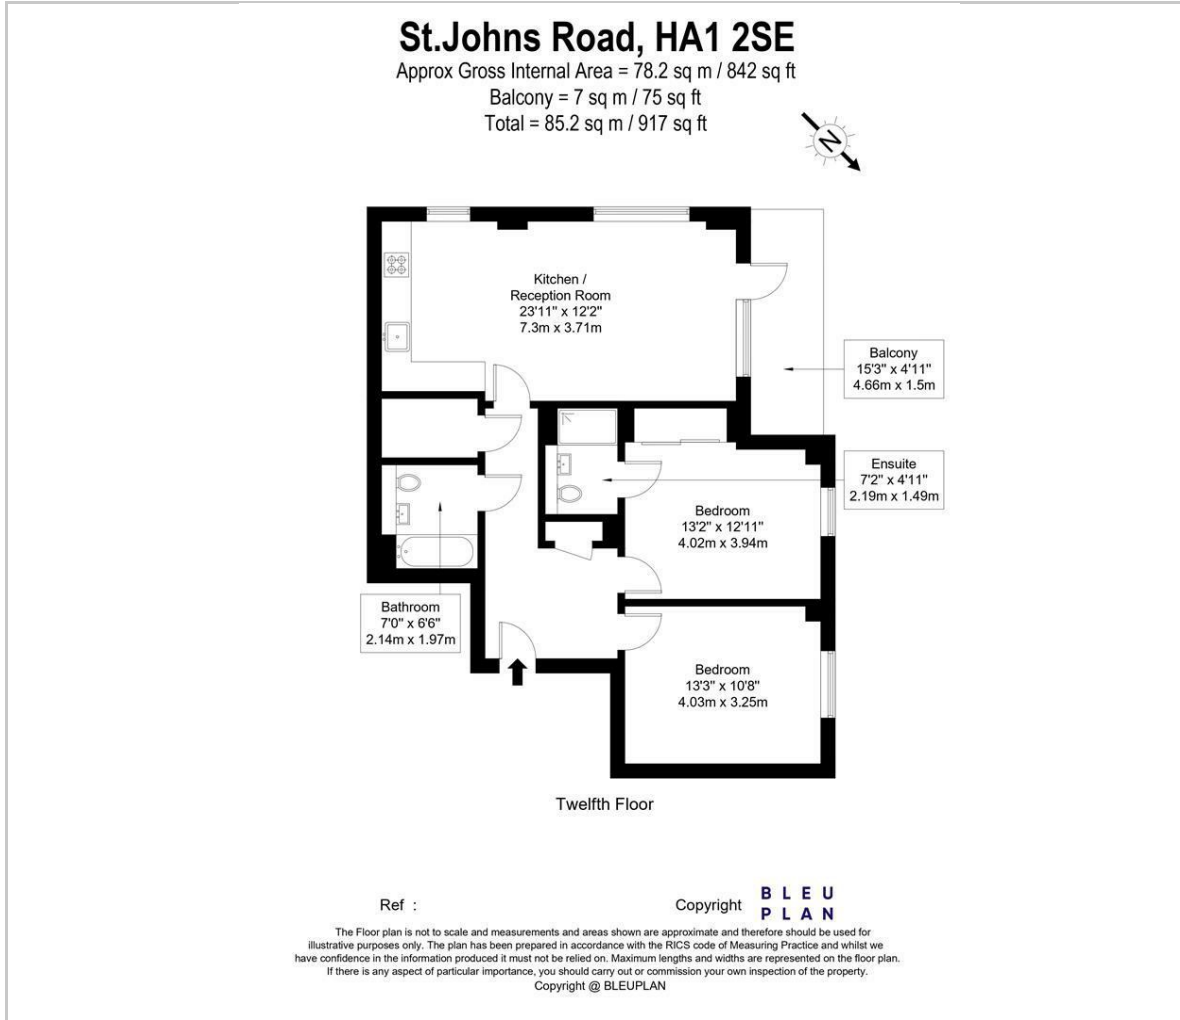 St.Johns Road, HA1 2SE
Approx Gross Internal Area = 78.2 sq m / 842 sq ft
Balcony = 7 sq m / 75 sq ft
Total = 85.2 sq m / 917 sq ft
N
Kitchen /
Reception Room
23'11" x 12'2"
7.3m x 3.71m
Balcony
15'3" x 4'11"
4.66m x 1.5m
Ensuite
7'2" x 4'11"
2.19m x 1.49m
Bedroom
13'2" x 12'11"
4.02m x 3.94m
Bathroom
7'0" x 6'6"
2.14m x 1.97m
Bedroom
13'3" x 10'8"
4.03m x 3.25m
Twelfth Floor
Ref :
Copyright
BLEU
PLAN
The Floor plan is not to scale and measurements and areas shown are approximate and therefore should be used for
illustrative purposes only. The plan has been prepared in accordance with the RICS code of Measuring Practice and whilst we
have confidence in the information produced it must not be relied on. Maximum lengths and widths are represented on the floor plan.
If there is any aspect of particular importance, you should carry out or commission your own inspection of the property.
Copyright @ BLEUPLAN